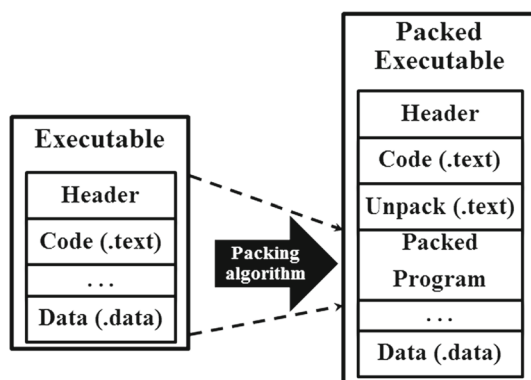 Executable
Header
Code (.text)
...
Data (.data)
Packing
algorithm
Packed
Executable
Header
Code (.text)
Unpack (.text)
Packed
Program
...
Data (.data)